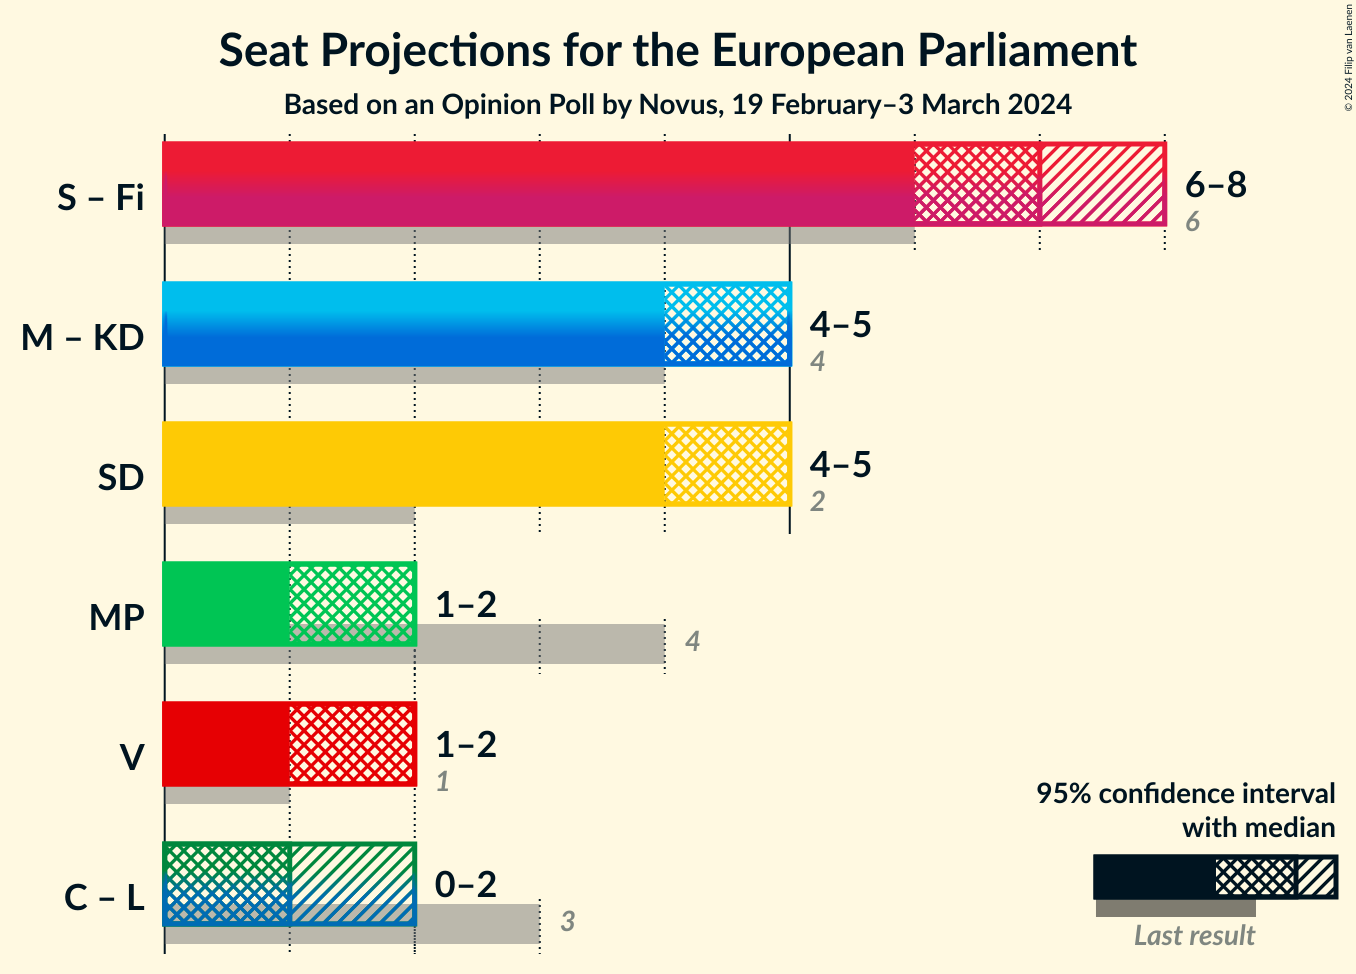 Seat Projections for the European Parliament
Based on an Opinion Poll by Novus, 19 February–3 March 2024
© 2024 Filip van Laenen
S – Fi
6–8
6
M – KD
4–5
4
SD
4–5
2
MP
1–2
4
V
1–2
1
C – L
0–2
3
95% confidence interval
with median
Last result